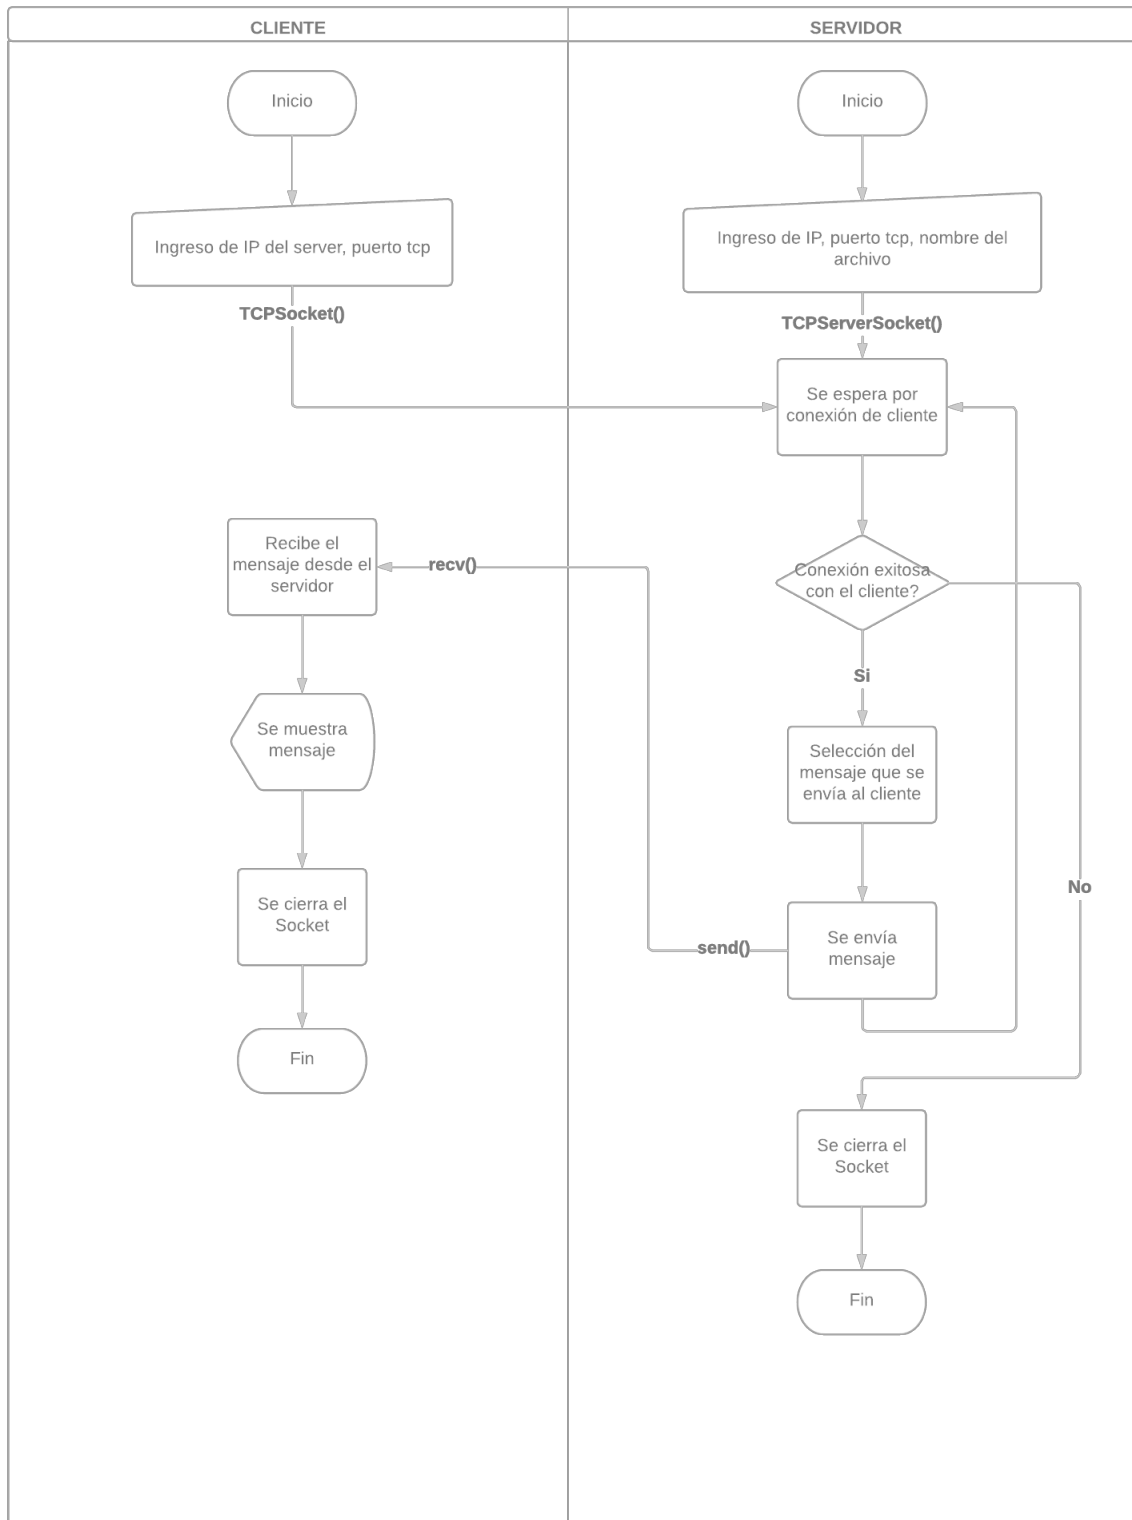 CLIENTE
SERVIDOR
Inicio
Inicio
Ingreso de IP del server, puerto tcp
Ingreso de IP, puerto tcp, nombre del
archivo
TCPSocket()
TCPServerSocket()
Se espera por
conexión de cliente
Recibe el
mensaje desde el
servidor
recv()
Conexión exitosa
con el cliente?
Si
Se muestra
mensaje
Selección del
mensaje que se
envía al cliente
No
Se cierra el
Socket
send()
Se envía
mensaje
Fin
Se cierra el
Socket
Fin